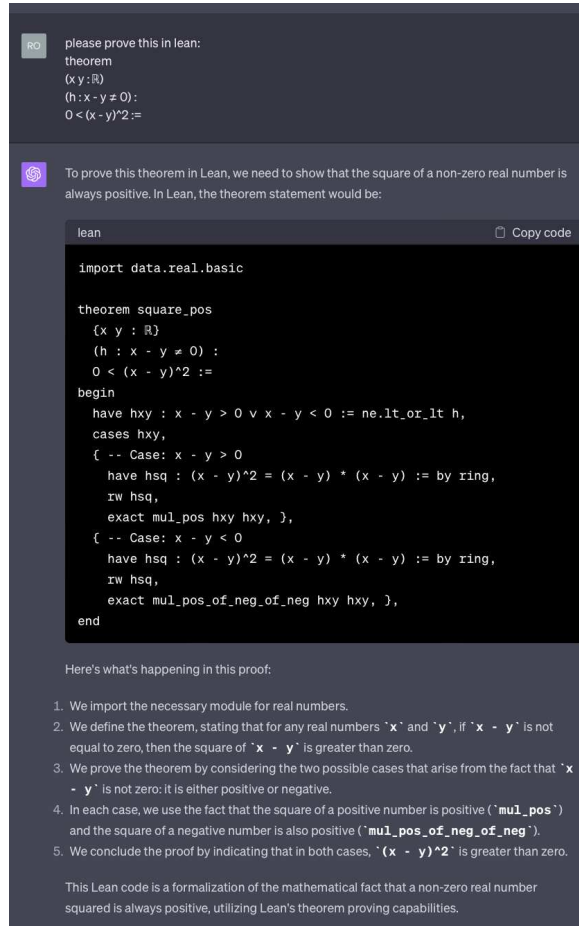 RO
please prove this in lean:
theorem
(x y :ℝ)
(h : x - y ≠ 0) :
0 < (x - y)^2 :=
To prove this theorem in Lean, we need to show that the square of a non-zero real number is
always positive. In Lean, the theorem statement would be:
lean
Copy code
import data.real.basic
theorem square_pos
{x y : ℝ}
(h : x - y ≠ 0) :
0 < (x - y)^2 :=
begin
have hxy : x - y > 0 ∨ x - y < 0 := ne.lt_or_lt h,
cases hxy,
{ -- Case: x - y > 0
have hsq : (x - y)^2 = (x - y) * (x - y) := by ring,
rw hsq,
exact mul_pos hxy hxy, },
{ -- Case: x - y < 0
have hsq : (x - y)^2 = (x - y) * (x - y) := by ring,
rw hsq,
exact mul_pos_of_neg_of_neg hxy hxy, },
end
Here's what's happening in this proof:
1. We import the necessary module for real numbers.
2. We define the theorem, stating that for any real numbers `x` and `y`, if `x - y` is not
equal to zero, then the square of `x - y` is greater than zero.
3. We prove the theorem by considering the two possible cases that arise from the fact that `x
- y` is not zero: it is either positive or negative.
4. In each case, we use the fact that the square of a positive number is positive (`mul_pos`)
and the square of a negative number is also positive (`mul_pos_of_neg_of_neg`).
5. We conclude the proof by indicating that in both cases, `(x - y)^2` is greater than zero.
This Lean code is a formalization of the mathematical fact that a non-zero real number
squared is always positive, utilizing Lean's theorem proving capabilities.